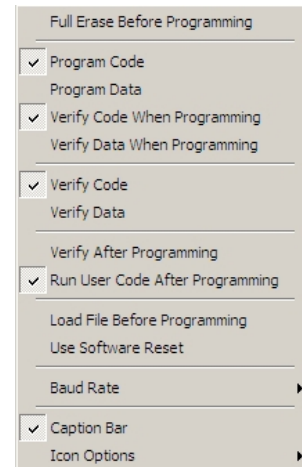 Full Erase Before Programming
Program Code
Program Data
Verify Code When Programming
Verify Data When Programming
Verify Code
Verify Data
Verify After Programming
Run User Code After Programming
Load File Before Programming
Use Software Reset
Baud Rate
Caption Bar
Icon Options